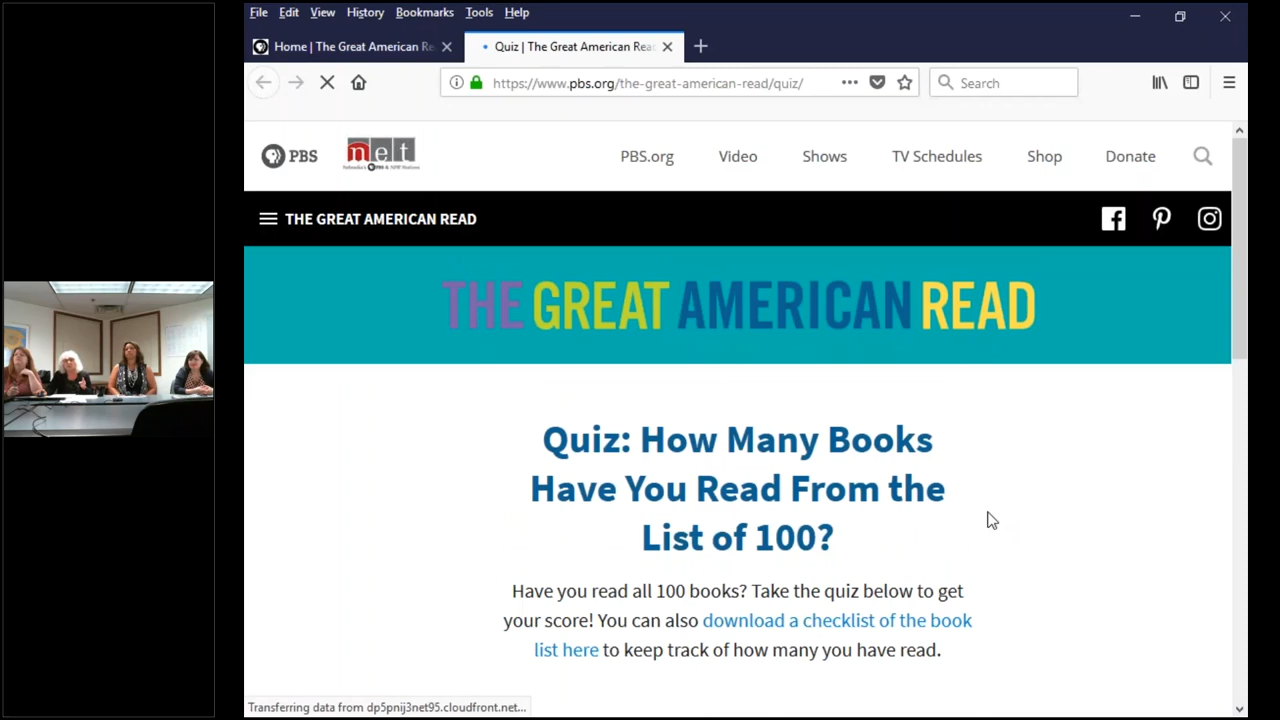 File Edit View History Bookmarks Tools Help
Home | The Great American Re
Quiz | The Great American Read
https://www.pbs.org/the-great-american-read/quiz/
Search
PBS
net
PBS.org Video Shows TV Schedules Shop Donate
THE GREAT AMERICAN READ
THE GREAT AMERICAN READ
Quiz: How Many Books
Have You Read From the
List of 100?
Have you read all 100 books? Take the quiz below to get
your score! You can also download a checklist of the book
list here to keep track of how many you have read.
Transferring data from dp5pnij3net95.cloudfront.net...